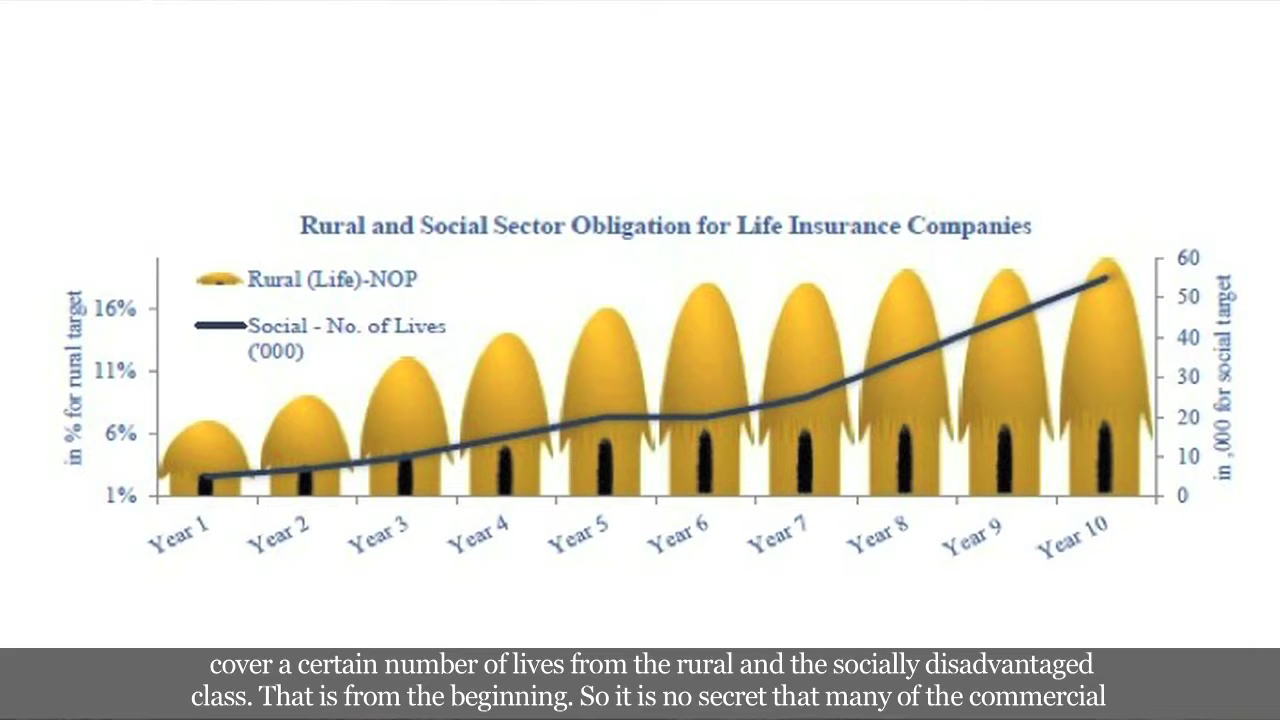 Rural and Social Sector Obligation for Life Insurance Companies
Rural (Life)-NOP
Social - No. of Lives
('000)
in % for rural target
16%
11%
6%
1%
60
50
40
30
20
10
0
in ,000 for social target
Year 1
Year 2
Year 3
Year 4
Year 5
Year 6
Year 7
Year 8
Year 9
Year 10
cover a certain number of lives from the rural and the socially disadvantaged
class. That is from the beginning. So it is no secret that many of the commercial